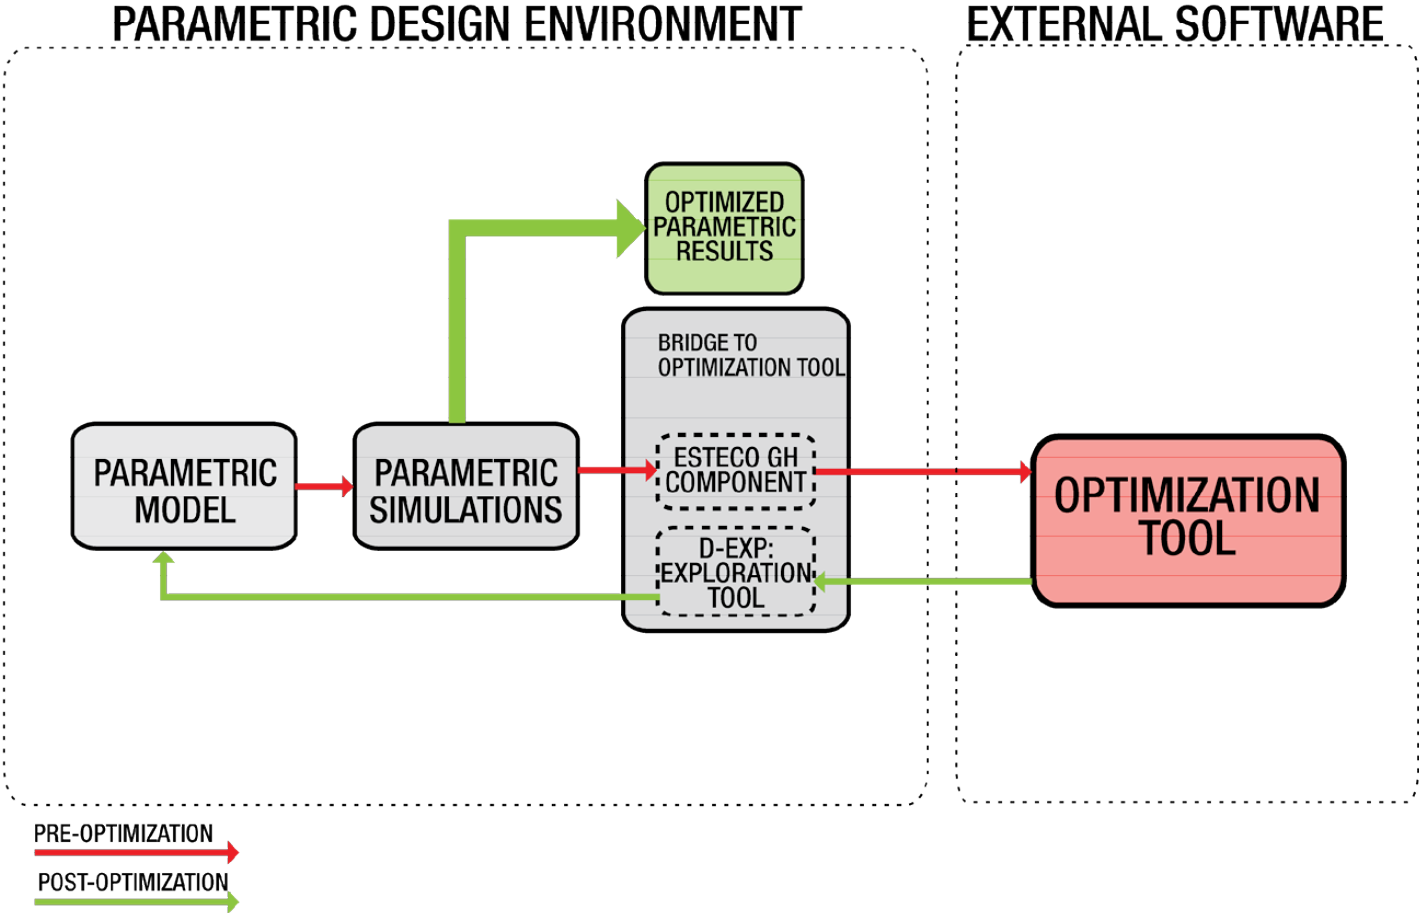 PARAMETRIC DESIGN ENVIRONMENT
EXTERNAL SOFTWARE
OPTIMIZED
PARAMETRIC
RESULTS
BRIDGE TO
OPTIMIZATION TOOL
PARAMETRIC
MODEL
PARAMETRIC
SIMULATIONS
ESTECO GH
COMPONENT
D-EXP:
EXPLORATION
TOOL
OPTIMIZATION
TOOL
PRE-OPTIMIZATION
POST-OPTIMIZATION